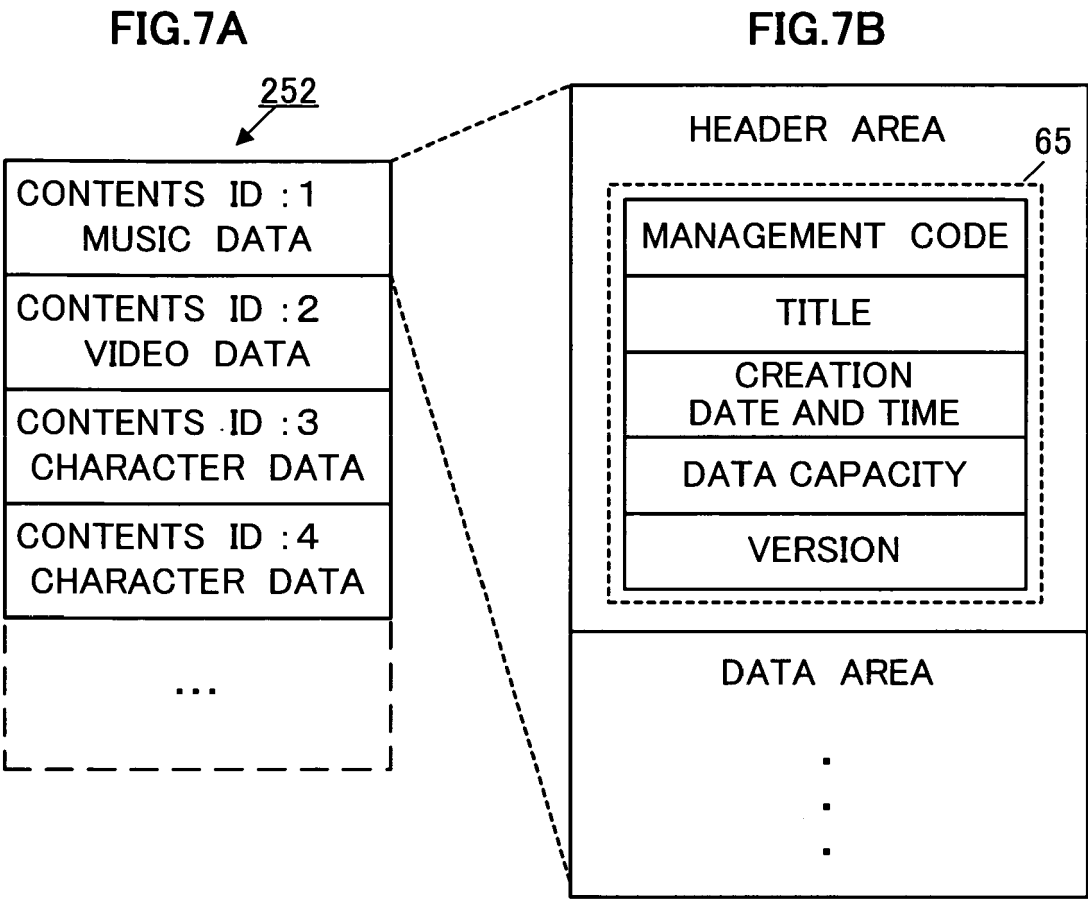 FIG.7A
252
CONTENTS ID :1
MUSIC DATA
CONTENTS ID :2
VIDEO DATA
CONTENTS ID :3
CHARACTER DATA
CONTENTS ID :4
CHARACTER DATA
...
FIG.7B
HEADER AREA
65
MANAGEMENT CODE
TITLE
CREATION
DATE AND TIME
DATA CAPACITY
VERSION
DATA AREA